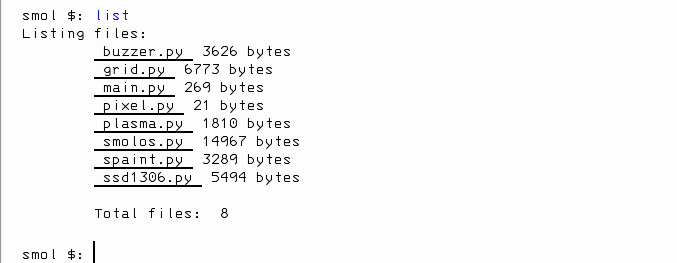 smol $: list
Listing files:
buzzer.py 3626 bytes
grid.py 6773 bytes
main.py 269 bytes
pixel.py 21 bytes
plasma.py 1810 bytes
smolos.py 14967 bytes
spaint.py 3289 bytes
ssd1306.py 5494 bytes
Total files: 8
smol $: